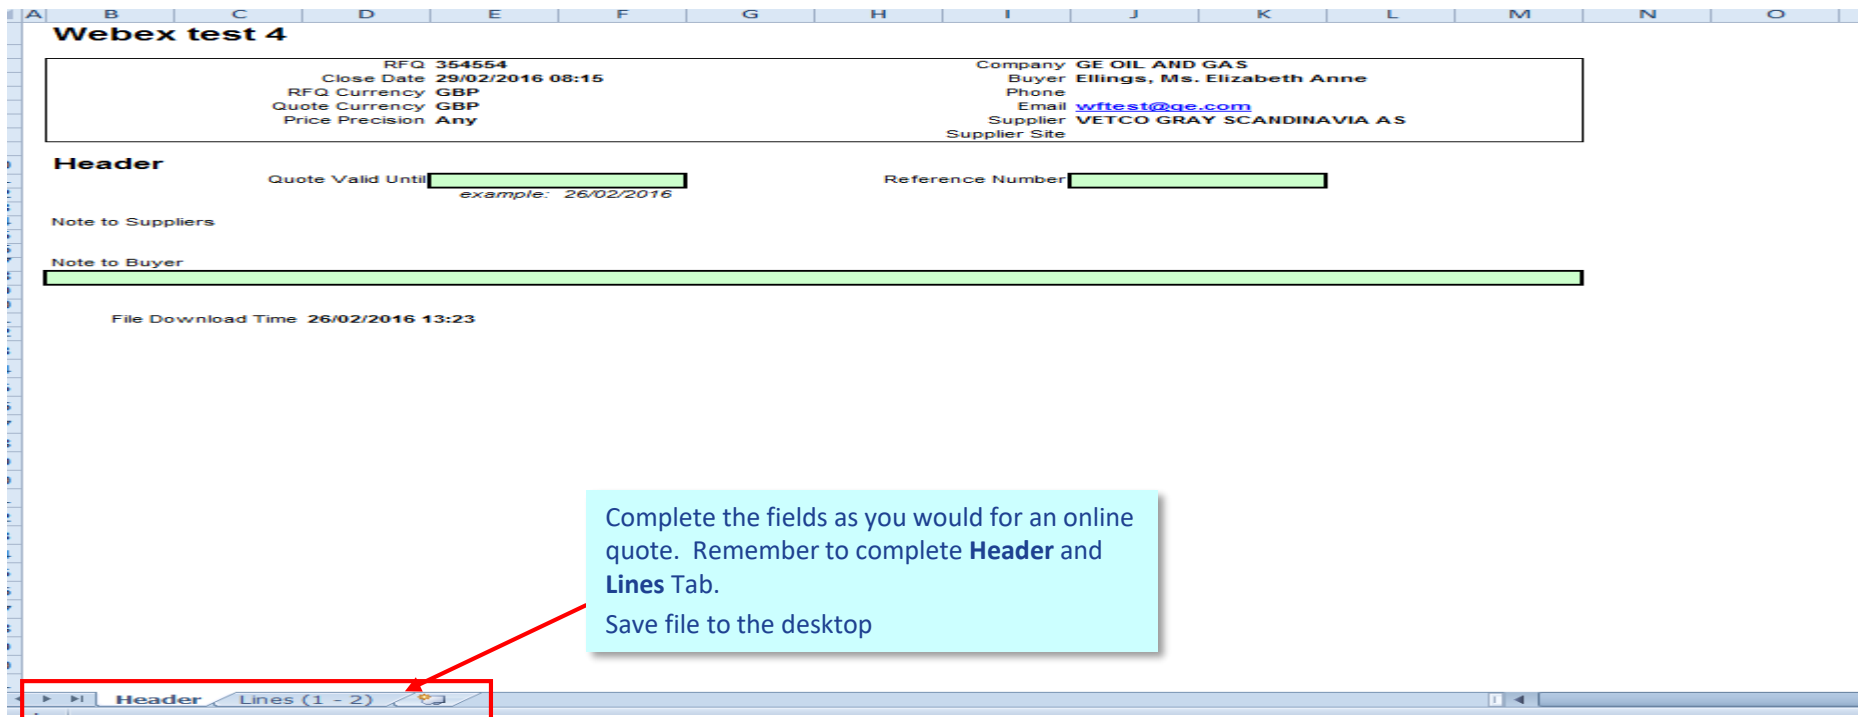 A B C D E F G H I J K L M N O
Webex test 4
RFQ 354554 Company GE OIL AND GAS
Close Date 29/02/2016 08:15 Buyer Ellings, Ms. Elizabeth Anne
RFQ Currency GBP Phone
Quote Currency GBP Email wftest@ge.com
Price Precision Any Supplier VETCO GRAY SCANDINAVIA AS
Supplier Site
Header
Quote Valid Until Reference Number
example: 26/02/2016
Note to Suppliers
Note to Buyer
File Download Time 26/02/2016 13:23
Complete the fields as you would for an online
quote. Remember to complete Header and
Lines Tab.
Save file to the desktop
Header Lines (1 - 2)